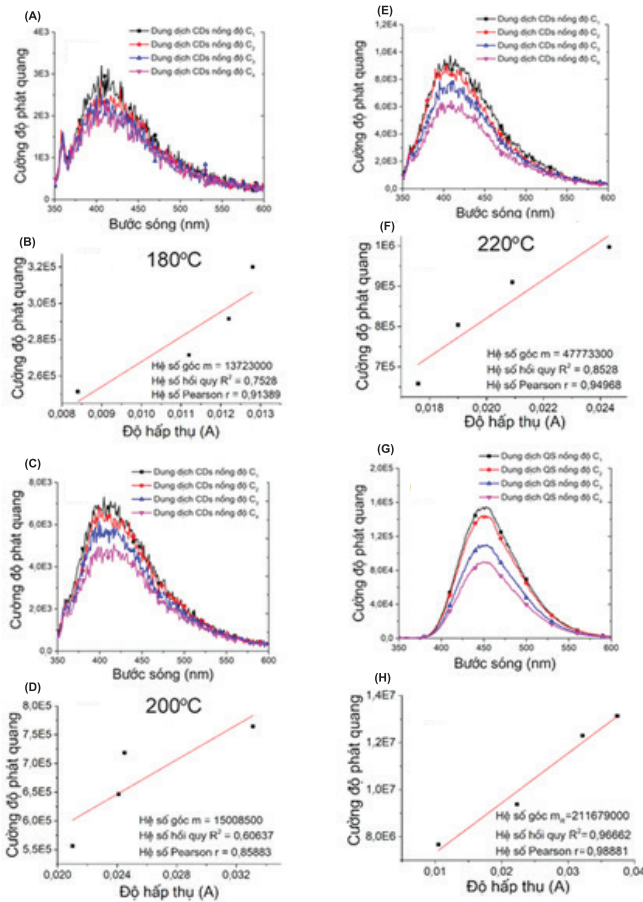 (A)
Dung dịch CDs nồng độ C₁
Dung dịch CDs nồng độ C₂
Dung dịch CDs nồng độ C₃
Dung dịch CDs nồng độ C₄
Cường độ phát quang
3E3
2E3
1E3
0
350 400 450 500 550 600
Bước sóng (nm)
(B)
180⁰C
Cường độ phát quang
3,2E5
3,0E5
2,8E5
2,6E5
Hệ số góc m = 13723000
Hệ số hồi quy R² = 0,7528
Hệ số Pearson r = 0,91389
0,008 0,009 0,010 0,011 0,012 0,013
Độ hấp thụ (A)
(C)
Dung dịch CDs nồng độ C₁
Dung dịch CDs nồng độ C₂
Dung dịch CDs nồng độ C₃
Dung dịch CDs nồng độ C₄
Cường độ phát quang
9,0E3
6,0E3
3,0E3
0,0
350 400 450 500 550 600
Bước sóng (nm)
(D)
200⁰C
Cường độ phát quang
8,0E5
7,5E5
7,0E5
6,5E5
6,0E5
5,5E5
Hệ số góc m = 15008500
Hệ số hồi quy R² = 0,60637
Hệ số Pearson r = 0,85883
0,020 0,024 0,028 0,032
Độ hấp thụ (A)
(E)
Dung dịch CDs nồng độ C₁
Dung dịch CDs nồng độ C₂
Dung dịch CDs nồng độ C₃
Dung dịch CDs nồng độ C₄
Cường độ phát quang
1,2E4
1,0E4
8,0E3
6,0E3
4,0E3
2,0E3
0,0
350 400 450 500 550 600
Bước sóng (nm)
(F)
220⁰C
Cường độ phát quang
1E6
9E5
8E5
7E5
Hệ số góc m = 47773300
Hệ số hồi quy R² = 0,8528
Hệ số Pearson r = 0,94968
0,018 0,020 0,022 0,024
Độ hấp thụ (A)
(G)
Dung dịch QS nồng độ C₁
Dung dịch QS nồng độ C₂
Dung dịch QS nồng độ C₃
Dung dịch QS nồng độ C₄
Cường độ phát quang
2,0E5
1,6E5
1,2E5
8,0E4
4,0E4
0,0
350 400 450 500 550 600
Bước sóng (nm)
(H)
Cường độ phát quang
1,4E7
1,2E7
1,0E7
8,0E6
Hệ số góc mR=211679000
Hệ số hồi quy R²=0,96662
Hệ số Pearson r=0,98881
0,01 0,02 0,03 0,04
Độ hấp thụ (A)